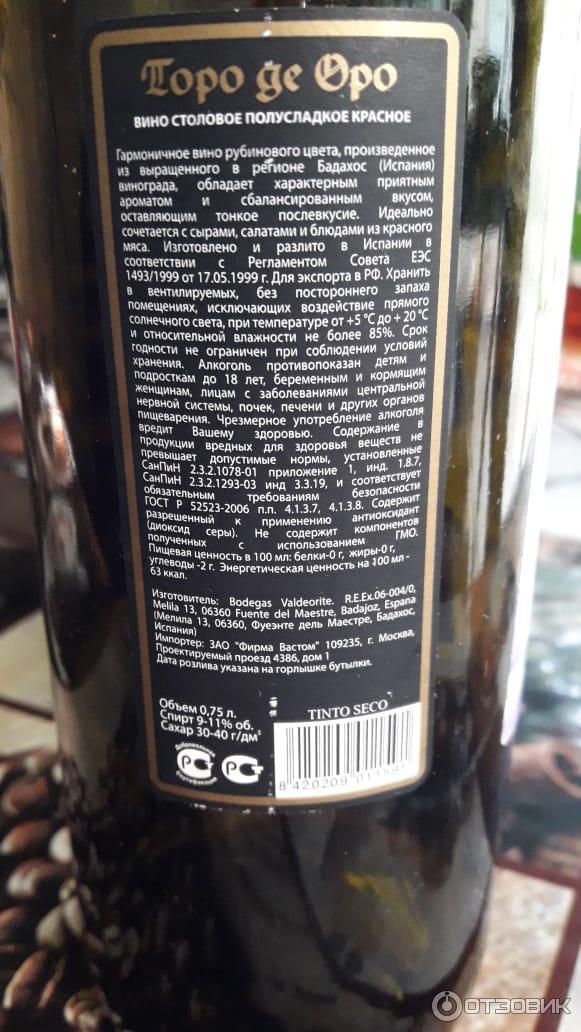 Торо де Оро
ВИНО СТОЛОВОЕ ПОЛУСЛАДКОЕ КРАСНОЕ
Гармоничное вино рубинового цвета, произведенное
из выращенного в регионе Бадахос (Испания)
винограда, обладает характерным приятным
ароматом и сбалансированным вкусом,
оставляющим тонкое послевкусие. Идеально
сочетается с сырами, салатами и блюдами из красного
мяса. Изготовлено и разлито в Испании в
соответствии с Регламентом Совета ЕЭС
1493/1999 от 17.05.1999 г. Для экспорта в РФ. Хранить
в вентилируемых, без постороннего запаха
помещениях, исключающих воздействие прямого
солнечного света, при температуре от +5 °С до + 20 °С
и относительной влажности не более 85%. Срок
годности не ограничен при соблюдении условий
хранения. Алкоголь противопоказан детям и
подросткам до 18 лет, беременным и кормящим
женщинам, лицам с заболеваниями центральной
нервной системы, почек, печени и других органов
пищеварения. Чрезмерное употребление алкоголя
вредит Вашему здоровью. Содержание в
продукции вредных для здоровья веществ не
превышает допустимые нормы, установленные
СанПиН 2.3.2.1078-01 приложение 1, инд. 1.8.7,
СанПиН 2.3.2.1293-03 инд 3.3.19, и соответствует
обязательным требованиям безопасности
ГОСТ Р 52523-2006 п.п. 4.1.3.7, 4.1.3.8. Содержит
разрешенный к применению антиоксидант
(диоксид серы). Не содержит компонентов
полученных с использованием ГМО.
Пищевая ценность в 100 мл: белки-0 г, жиры-0 г,
углеводы -2 г. Энергетическая ценность на 100 мл -
63 ккал.
Изготовитель: Bodegas Valdeorite. R.E.Ex.06-004/0,
Melila 13, 06360 Fuente del Maestre, Badajoz, Espana
(Мелила 13, 06360, Фуеэнте дель Маестре, Бадахос,
Испания)
Импортер: ЗАО "Фирма Вастом" 109235, г. Москва,
Проектируемый проезд 4386, дом 1
Дата розлива указана на горлышке бутылки.
Объем 0,75 л.
Спирт 9-11% об.
Сахар 30-40 г/дм³
TINTO SECO
Добровольная
Сертификация
8 420209 011591
ОТЗОВИК